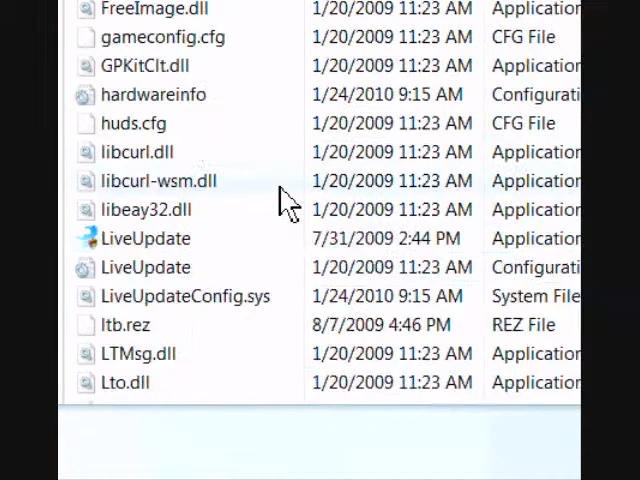 FreeImage.dll 1/20/2009 11:23 AM Application
gameconfig.cfg 1/20/2009 11:23 AM CFG File
GPKitClt.dll 1/20/2009 11:23 AM Application
hardwareinfo 1/24/2010 9:15 AM Configurati
huds.cfg 1/20/2009 11:23 AM CFG File
libcurl.dll 1/20/2009 11:23 AM Application
libcurl-wsm.dll 1/20/2009 11:23 AM Application
libeay32.dll 1/20/2009 11:23 AM Application
LiveUpdate 7/31/2009 2:44 PM Application
LiveUpdate 1/20/2009 11:23 AM Configurati
LiveUpdateConfig.sys 1/24/2010 9:15 AM System File
ltb.rez 8/7/2009 4:46 PM REZ File
LTMsg.dll 1/20/2009 11:23 AM Application
Lto.dll 1/20/2009 11:23 AM Application